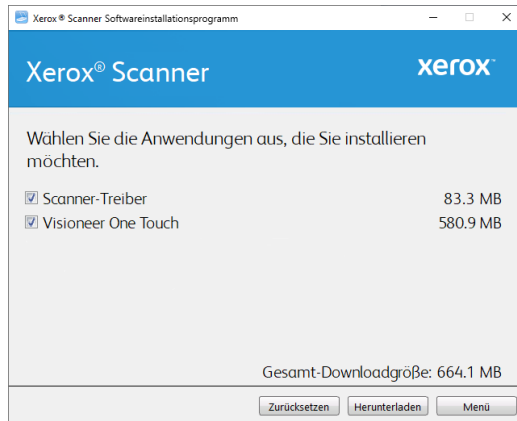 Xerox® Scanner Softwareinstallationsprogramm
Xerox® Scanner
xerox™
Wählen Sie die Anwendungen aus, die Sie installieren
möchten.
Scanner-Treiber 83.3 MB
Visioneer One Touch 580.9 MB
Gesamt-Downloadgröße: 664.1 MB
Zurücksetzen Herunterladen Menü